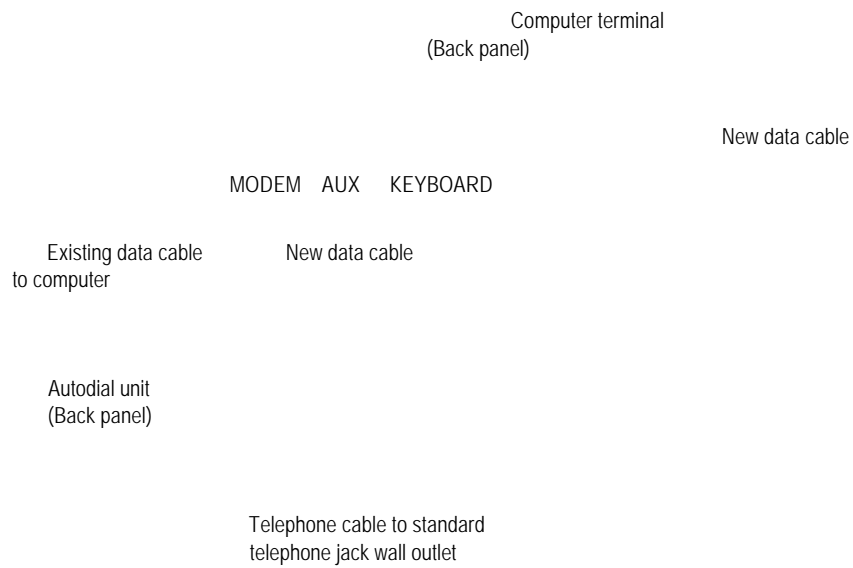 Computer terminal
(Back panel)
New data cable
MODEM AUX KEYBOARD
Existing data cable
to computer
New data cable
Autodial unit
(Back panel)
Telephone cable to standard
telephone jack wall outlet